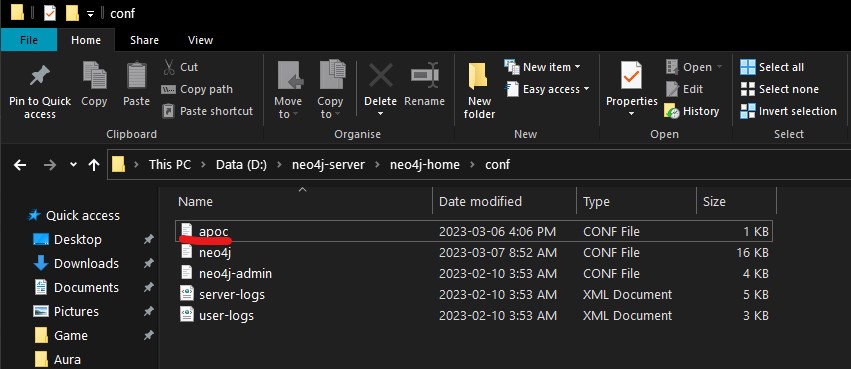 conf
File Home Share View
Pin to Quick access
Copy
Paste
Cut
Copy path
Paste shortcut
Clipboard
Move to
Copy to
Delete
Rename
Organise
New folder
New item
Easy access
New
Properties
Open
Edit
History
Open
Select all
Select none
Invert selection
Select
This PC > Data (D:) > neo4j-server > neo4j-home > conf
Name Date modified Type Size
Quick access
Desktop
Downloads
Documents
Pictures
Game
Aura
apoc 2023-03-06 4:06 PM CONF File 1 KB
neo4j 2023-03-07 8:52 AM CONF File 16 KB
neo4j-admin 2023-02-10 3:53 AM CONF File 4 KB
server-logs 2023-02-10 3:53 AM XML Document 5 KB
user-logs 2023-02-10 3:53 AM XML Document 3 KB